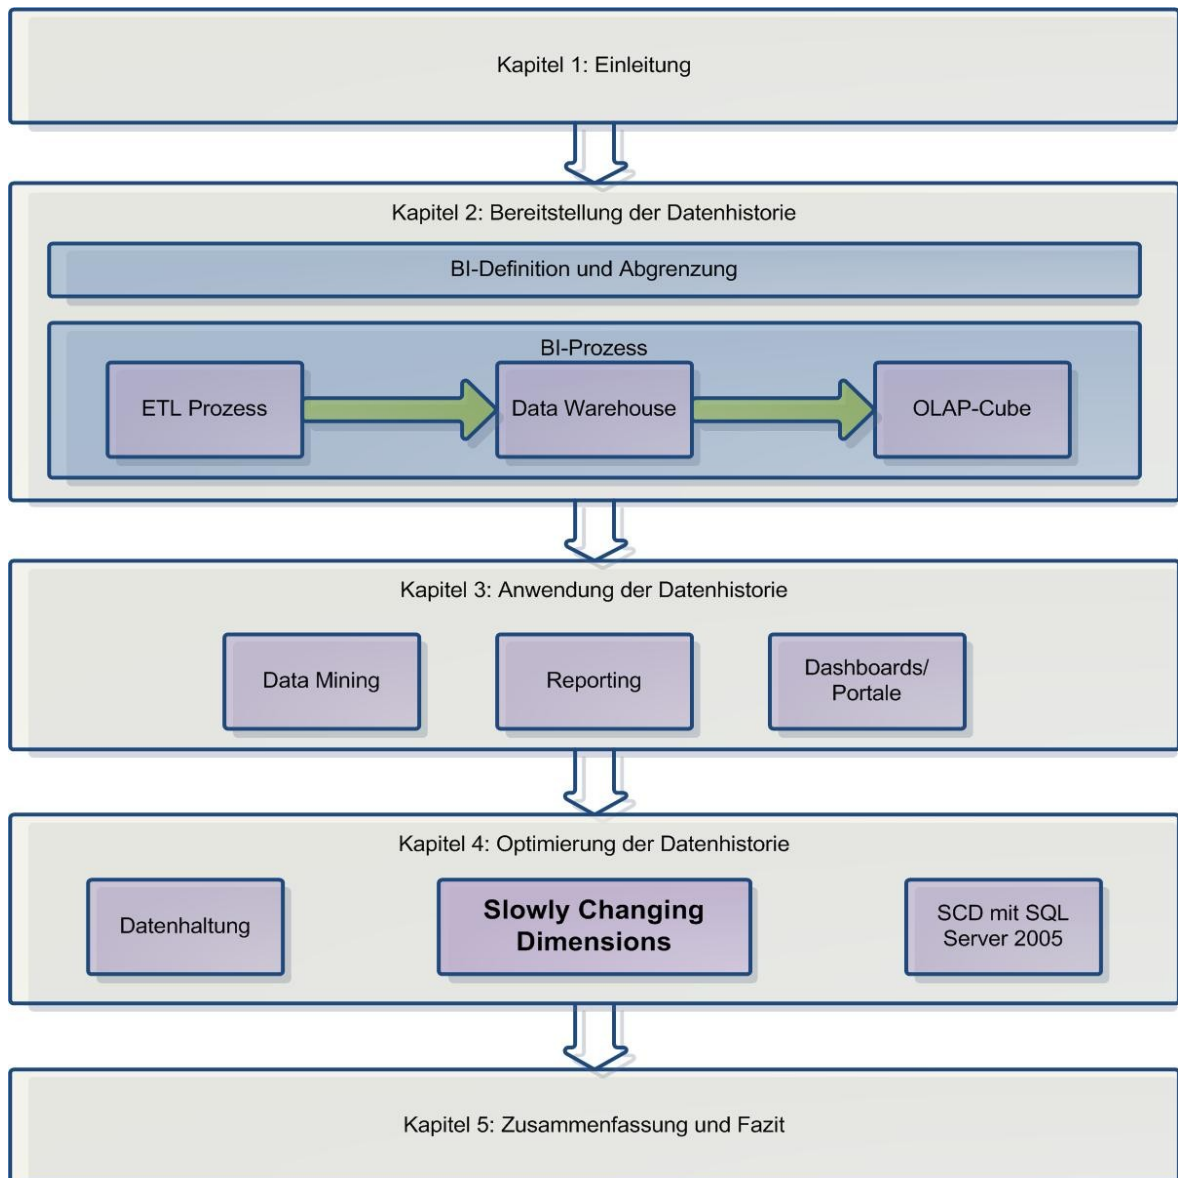 Kapitel 1: Einleitung
Kapitel 2: Bereitstellung der Datenhistorie
BI-Definition und Abgrenzung
BI-Prozess
ETL Prozess
Data Warehouse
OLAP-Cube
Kapitel 3: Anwendung der Datenhistorie
Data Mining
Reporting
Dashboards/
Portale
Kapitel 4: Optimierung der Datenhistorie
Datenhaltung
Slowly Changing
Dimensions
SCD mit SQL
Server 2005
Kapitel 5: Zusammenfassung und Fazit